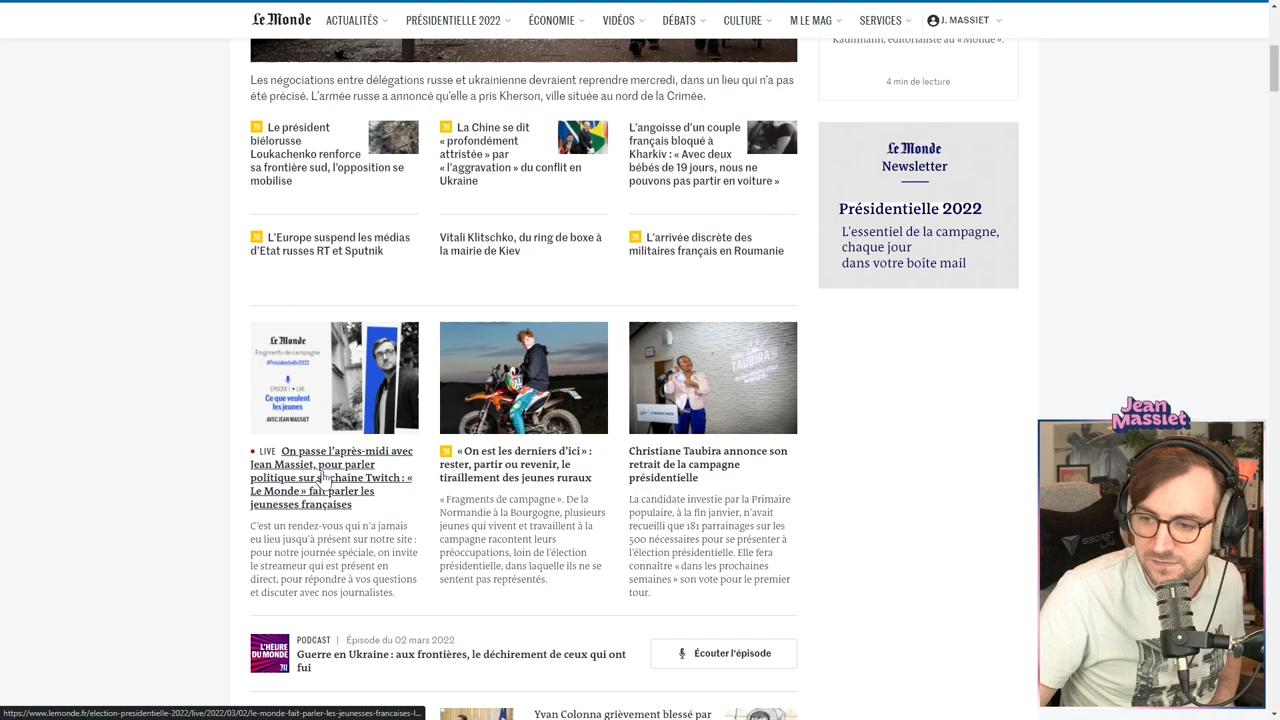 Le Monde
ACTUALITÉS
PRÉSIDENTIELLE 2022
ÉCONOMIE
VIDÉOS
DÉBATS
CULTURE
M LE MAG
SERVICES
J. MASSIET
Kauffmann, éditorialiste au « Monde ».
4 min de lecture
Les négociations entre délégations russe et ukrainienne devraient reprendre mercredi, dans un lieu qui n'a pas
été précisé. L'armée russe a annoncé qu'elle a pris Kherson, ville située au nord de la Crimée.
Le président
biélorusse
Loukachenko renforce
sa frontière sud, l'opposition se
mobilise
La Chine se dit
« profondément
attristée » par
« l'aggravation » du conflit en
Ukraine
L'angoisse d'un couple
français bloqué à
Kharkiv : « Avec deux
bébés de 19 jours, nous ne
pouvons pas partir en voiture »
Le Monde
Newsletter
Présidentielle 2022
L'essentiel de la campagne,
chaque jour
dans votre boîte mail
L'Europe suspend les médias
d'Etat russes RT et Sputnik
Vitali Klitschko, du ring de boxe à
la mairie de Kiev
L'arrivée discrète des
militaires français en Roumanie
Le Monde
Fragments de campagne
#Présidentielle2022
EPISODE 1 • LIVE
Ce que veulent
les jeunes
AVEC JEAN MASSIET
TAUBIRA
LIVE On passe l'après-midi avec
Jean Massiet, pour parler
politique sur sa chaîne Twitch : «
Le Monde » fait parler les
jeunesses françaises
C'est un rendez-vous qui n'a jamais
eu lieu jusqu'à présent sur notre site :
pour notre journée spéciale, on invite
le streameur qui est présent en
direct, pour répondre à vos questions
et discuter avec nos journalistes.
« On est les derniers d'ici » :
rester, partir ou revenir, le
tiraillement des jeunes ruraux
« Fragments de campagne ». De la
Normandie à la Bourgogne, plusieurs
jeunes qui vivent et travaillent à la
campagne racontent leurs
préoccupations, loin de l'élection
présidentielle, dans laquelle ils ne se
sentent pas représentés.
Christiane Taubira annonce son
retrait de la campagne
présidentielle
La candidate investie par la Primaire
populaire, à la fin janvier, n'avait
recueilli que 181 parrainages sur les
500 nécessaires pour se présenter à
l'élection présidentielle. Elle fera
connaître « dans les prochaines
semaines » son vote pour le premier
tour.
Jean
Massiet
SECRET
L'HEURE
DU MONDE
PODCAST | Épisode du 02 mars 2022
Guerre en Ukraine : aux frontières, le déchirement de ceux qui ont
fui
Écouter l'épisode
Yvan Colonna grièvement blessé par
https://www.lemonde.fr/election-presidentielle-2022/live/2022/03/02/le-monde-fait-parler-les-jeunesses-francaises-l...